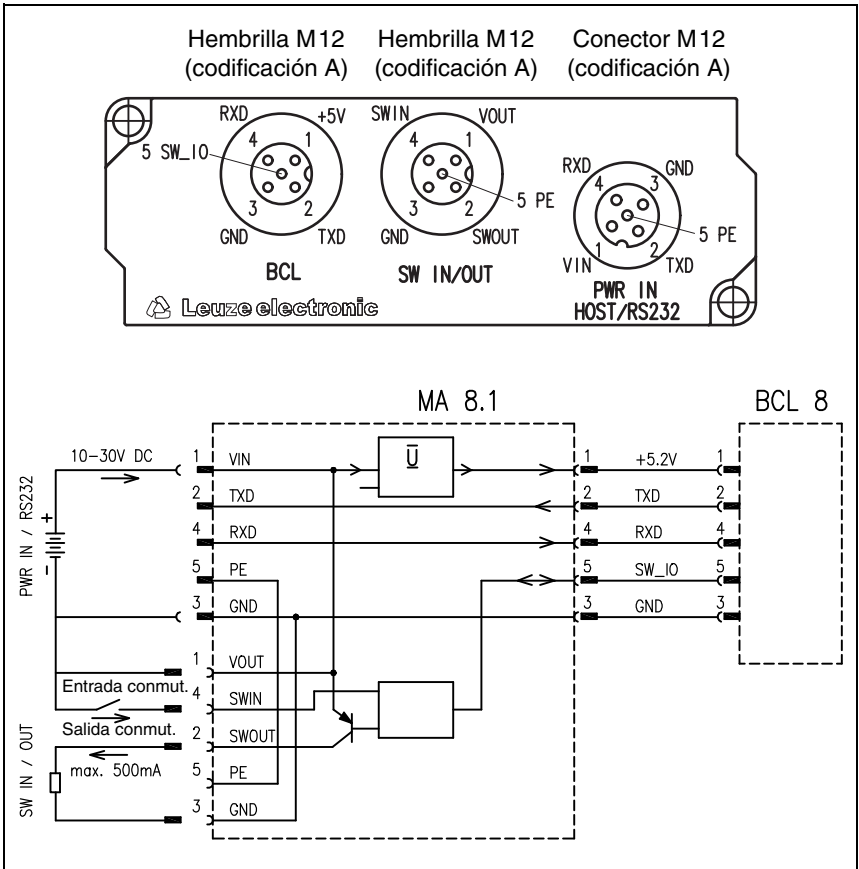 Hembrilla M12 Hembrilla M12 Conector M12
(codificación A) (codificación A) (codificación A)
RXD +5V SWIN VOUT
4 1 4 1
5 SW_IO
RXD GND
4 3
5 PE
3 2 3 2
5 PE
GND TXD GND SWOUT
1 2
VIN TXD
BCL SW IN/OUT
PWR IN
HOST/RS232
Leuze electronic
MA 8.1 BCL 8
10-30V DC 1 VIN Ū 1 +5.2V 1
2 TXD 2 TXD 2
PWR IN / RS232
+
-
4 RXD 4 RXD 4
5 PE 5 SW_IO 5
3 GND 3 GND 3
1 VOUT
Entrada conmut. 4 SWIN
Salida conmut. 2 SWOUT
SW IN / OUT
max. 500mA 5 PE
3 GND